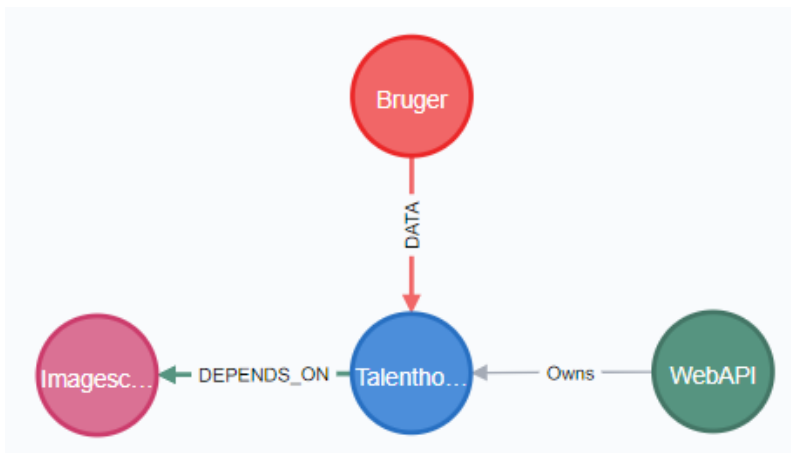 Bruger
DATA
Imagesc...
DEPENDS_ON
Talentho...
Owns
WebAPI